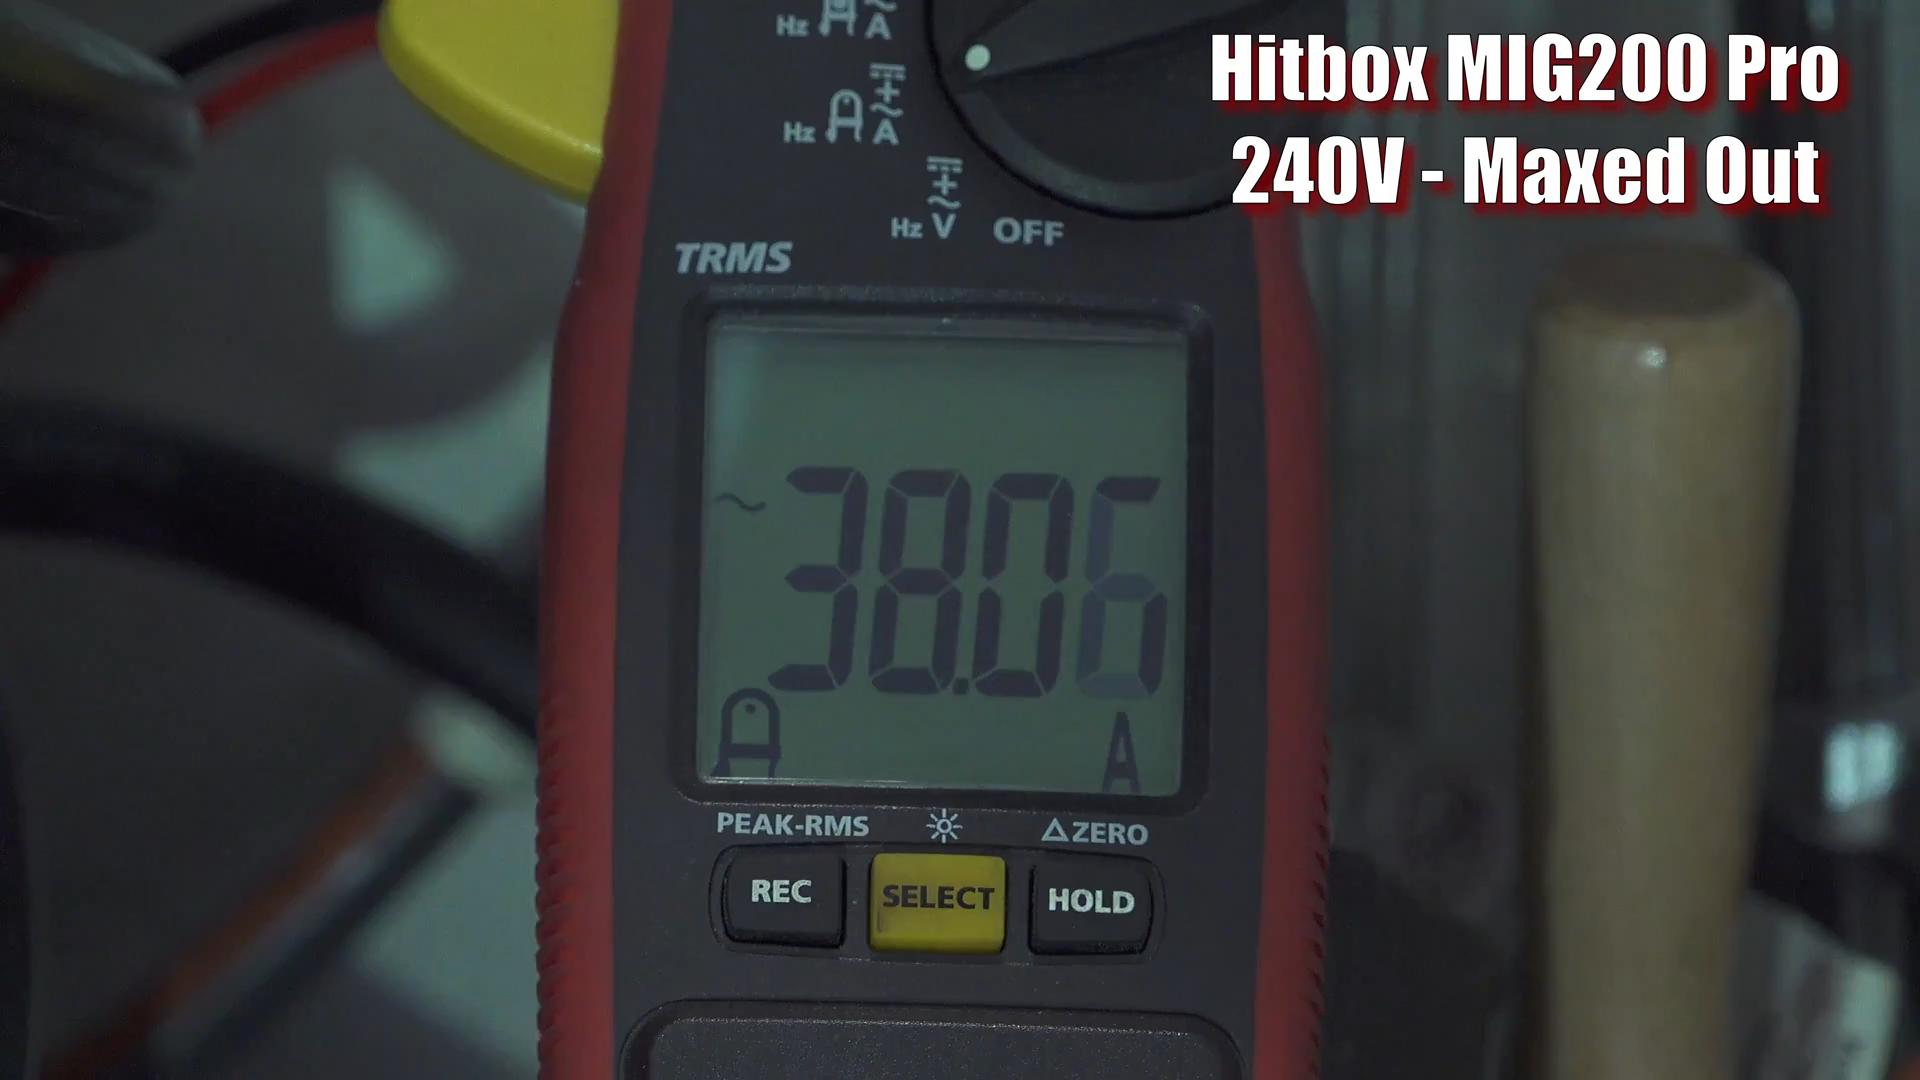 Hitbox MIG200 Pro
240V - Maxed Out
Hz A
Hz A
Hz V OFF
TRMS
38.06
A
PEAK-RMS ΔZERO
REC SELECT HOLD